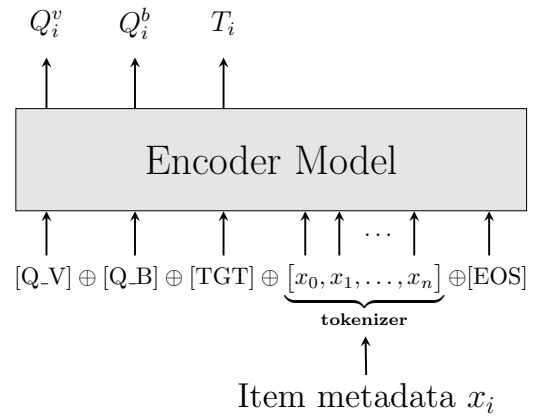 Q_i^v Q_i^b T_i
Encoder Model
...
[Q_V] ⊕ [Q_B] ⊕ [TGT] ⊕ [x_0, x_1, ..., x_n] ⊕[EOS]
tokenizer
Item metadata x_i